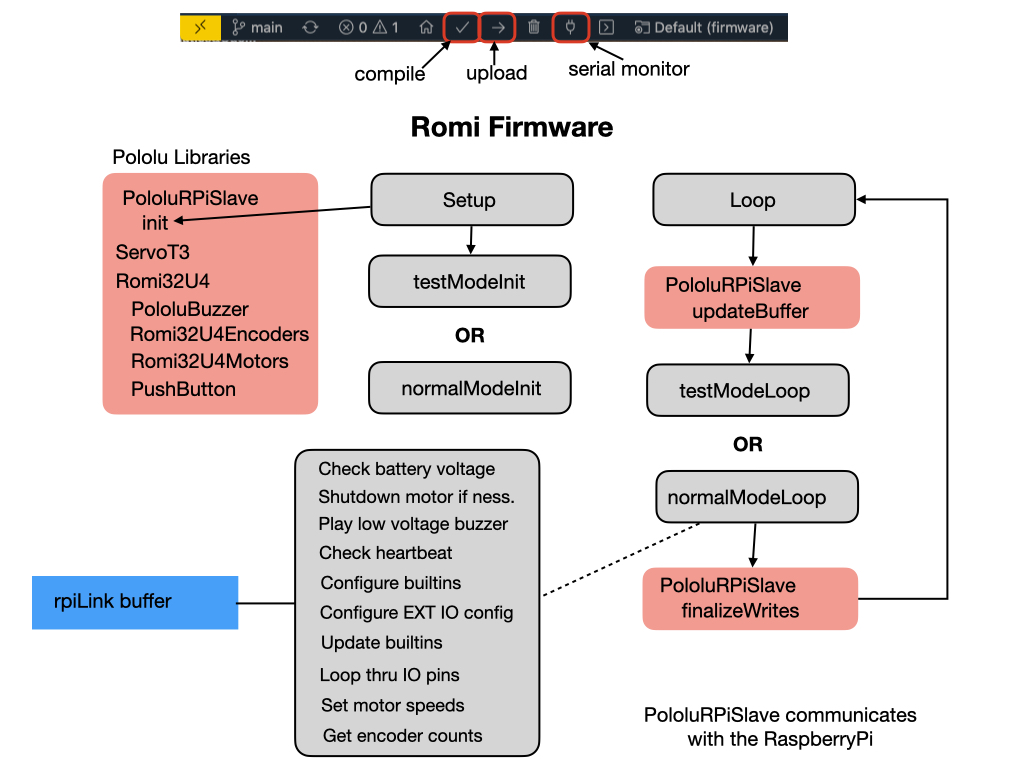 main 0 1 Default (firmware)
compile upload serial monitor
Romi Firmware
Pololu Libraries
PololuRPiSlave
init
ServoT3
Romi32U4
PololuBuzzer
Romi32U4Encoders
Romi32U4Motors
PushButton
Setup
testModeInit
OR
normalModeInit
Loop
PololuRPiSlave
updateBuffer
testModeLoop
OR
normalModeLoop
PololuRPiSlave
finalizeWrites
Check battery voltage
Shutdown motor if ness.
Play low voltage buzzer
Check heartbeat
Configure builtins
Configure EXT IO config
Update builtins
Loop thru IO pins
Set motor speeds
Get encoder counts
rpiLink buffer
PololuRPiSlave communicates
with the RaspberryPi